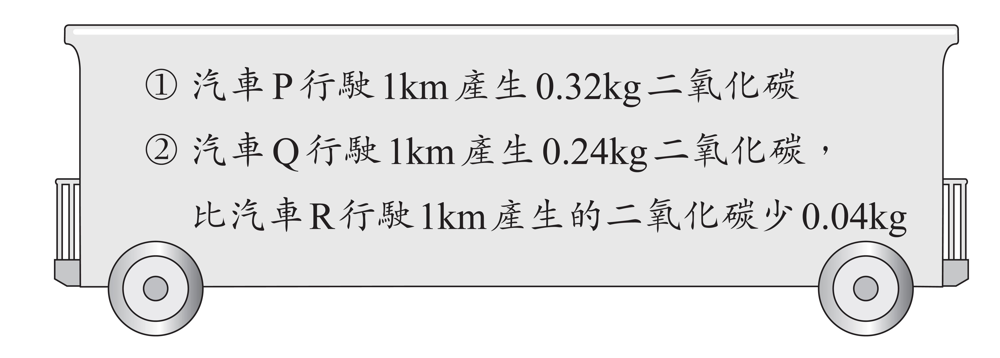 ① 汽車P行駛1km產生0.32kg二氧化碳
② 汽車Q行駛1km產生0.24kg二氧化碳，
比汽車R行駛1km產生的二氧化碳少0.04kg